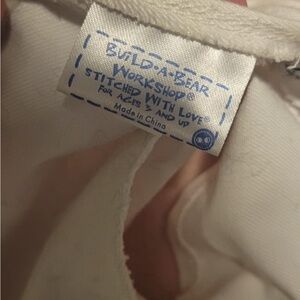 BUILD-A-BEAR
WORKSHOP®
STITCHED WITH LOVE®
FOR AGES 3 AND UP
Made in China